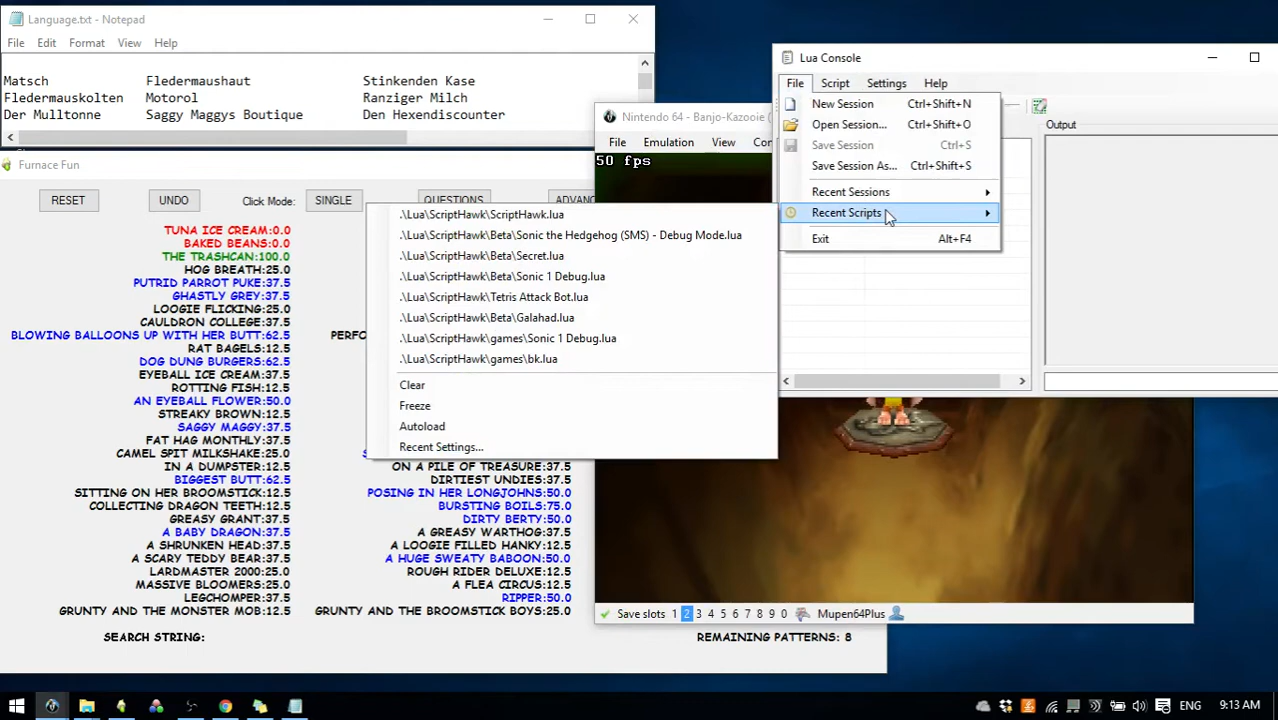 Language.txt - Notepad
File Edit Format View Help
Matsch Fledermaushaut Stinkenden Kase
Fledermauskolten Motorol Ranziger Milch
Der Mulltonne Saggy Maggys Boutique Den Hexendiscounter
Furnace Fun
RESET UNDO Click Mode: SINGLE QUESTIONS ADVANC
TUNA ICE CREAM:0.0
BAKED BEANS:0.0
THE TRASHCAN:100.0
HOG BREATH:25.0
PUTRID PARROT PUKE:37.5
GHASTLY GREY:37.5
LOOGIE FLICKING:25.0
CAULDRON COLLEGE:37.5
BLOWING BALLOONS UP WITH HER BUTT:62.5 PERFO
RAT BAGELS:12.5
DOG DUNG BURGERS:62.5
EYEBALL ICE CREAM:37.5
ROTTING FISH:12.5
AN EYEBALL FLOWER:50.0
STREAKY BROWN:12.5
SAGGY MAGGY:37.5
FAT HAG MONTHLY:37.5
CAMEL SPIT MILKSHAKE:25.0
IN A DUMPSTER:12.5 ON A PILE OF TREASURE:37.5
BIGGEST BUTT:62.5 DIRTIEST UNDIES:37.5
SITTING ON HER BROOMSTICK:12.5 POSING IN HER LONGJOHNS:50.0
COLLECTING DRAGON TEETH:12.5 BURSTING BOILS:75.0
GREASY GRANT:37.5 DIRTY BERTY:50.0
A BABY DRAGON:37.5 A GREASY WARTHOG:37.5
A SHRUNKEN HEAD:37.5 A LOOGIE FILLED HANKY:12.5
A SCARY TEDDY BEAR:37.5 A HUGE SWEATY BABOON:50.0
LARDMASTER 2000:25.0 ROUGH RIDER DELUXE:12.5
MASSIVE BLOOMERS:25.0 A FLEA CIRCUS:12.5
LEGCHOMPER:37.5 RIPPER:50.0
GRUNTY AND THE MONSTER MOB:12.5 GRUNTY AND THE BROOMSTICK BOYS:25.0
SEARCH STRING: REMAINING PATTERNS: 8
Nintendo 64 - Banjo-Kazooie (
File Emulation View Con
50 fps
Save slots 1 2 3 4 5 6 7 8 9 0 Mupen64Plus
Lua Console
File Script Settings Help
New Session Ctrl+Shift+N
Open Session... Ctrl+Shift+O
Save Session Ctrl+S
Save Session As... Ctrl+Shift+S
Recent Sessions
Recent Scripts
Exit Alt+F4
Output
.\Lua\ScriptHawk\ScriptHawk.lua
.\Lua\ScriptHawk\Beta\Sonic the Hedgehog (SMS) - Debug Mode.lua
.\Lua\ScriptHawk\Beta\Secret.lua
.\Lua\ScriptHawk\Beta\Sonic 1 Debug.lua
.\Lua\ScriptHawk\Tetris Attack Bot.lua
.\Lua\ScriptHawk\Beta\Galahad.lua
.\Lua\ScriptHawk\games\Sonic 1 Debug.lua
.\Lua\ScriptHawk\games\bk.lua
Clear
Freeze
Autoload
Recent Settings...
ENG 9:13 AM